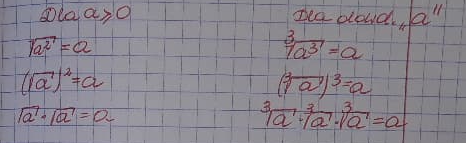 Dla a ≥ 0
√a² = a
(√a)² = a
√a · √a = a
Dla dowol. „a"
∛a³ = a
(∛a)³ = a
∛a · ∛a · ∛a = a